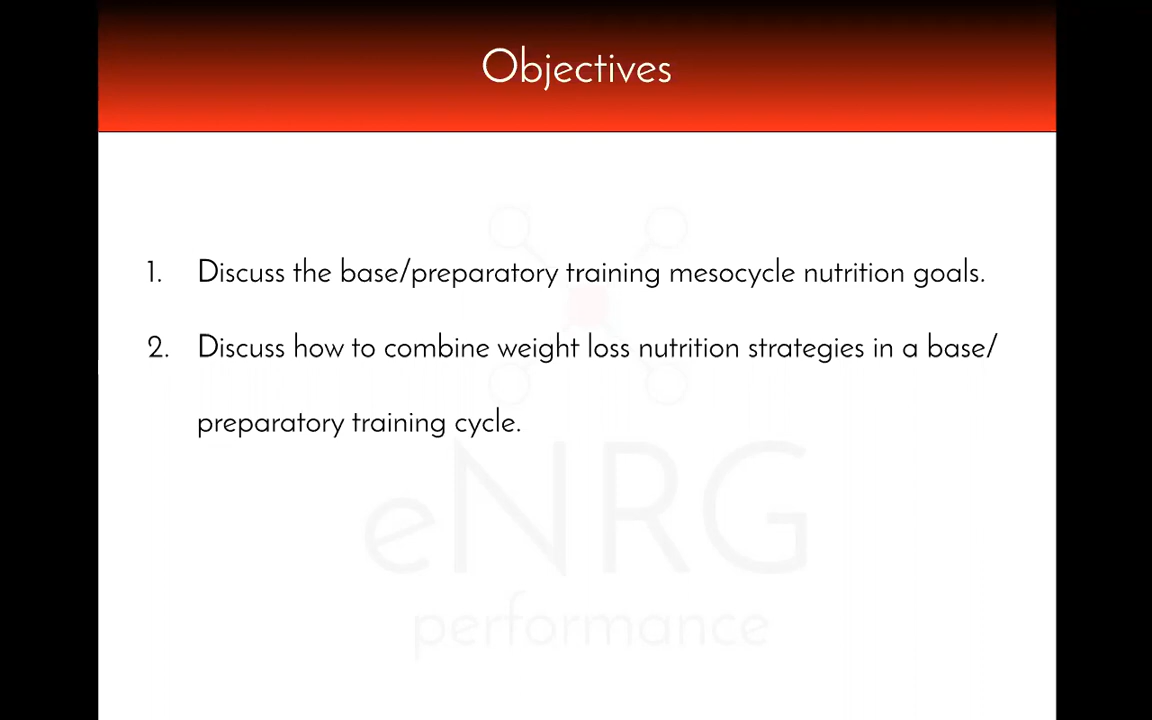 Objectives
1. Discuss the base/preparatory training mesocycle nutrition goals.
2. Discuss how to combine weight loss nutrition strategies in a base/
preparatory training cycle.
eNRG
performance